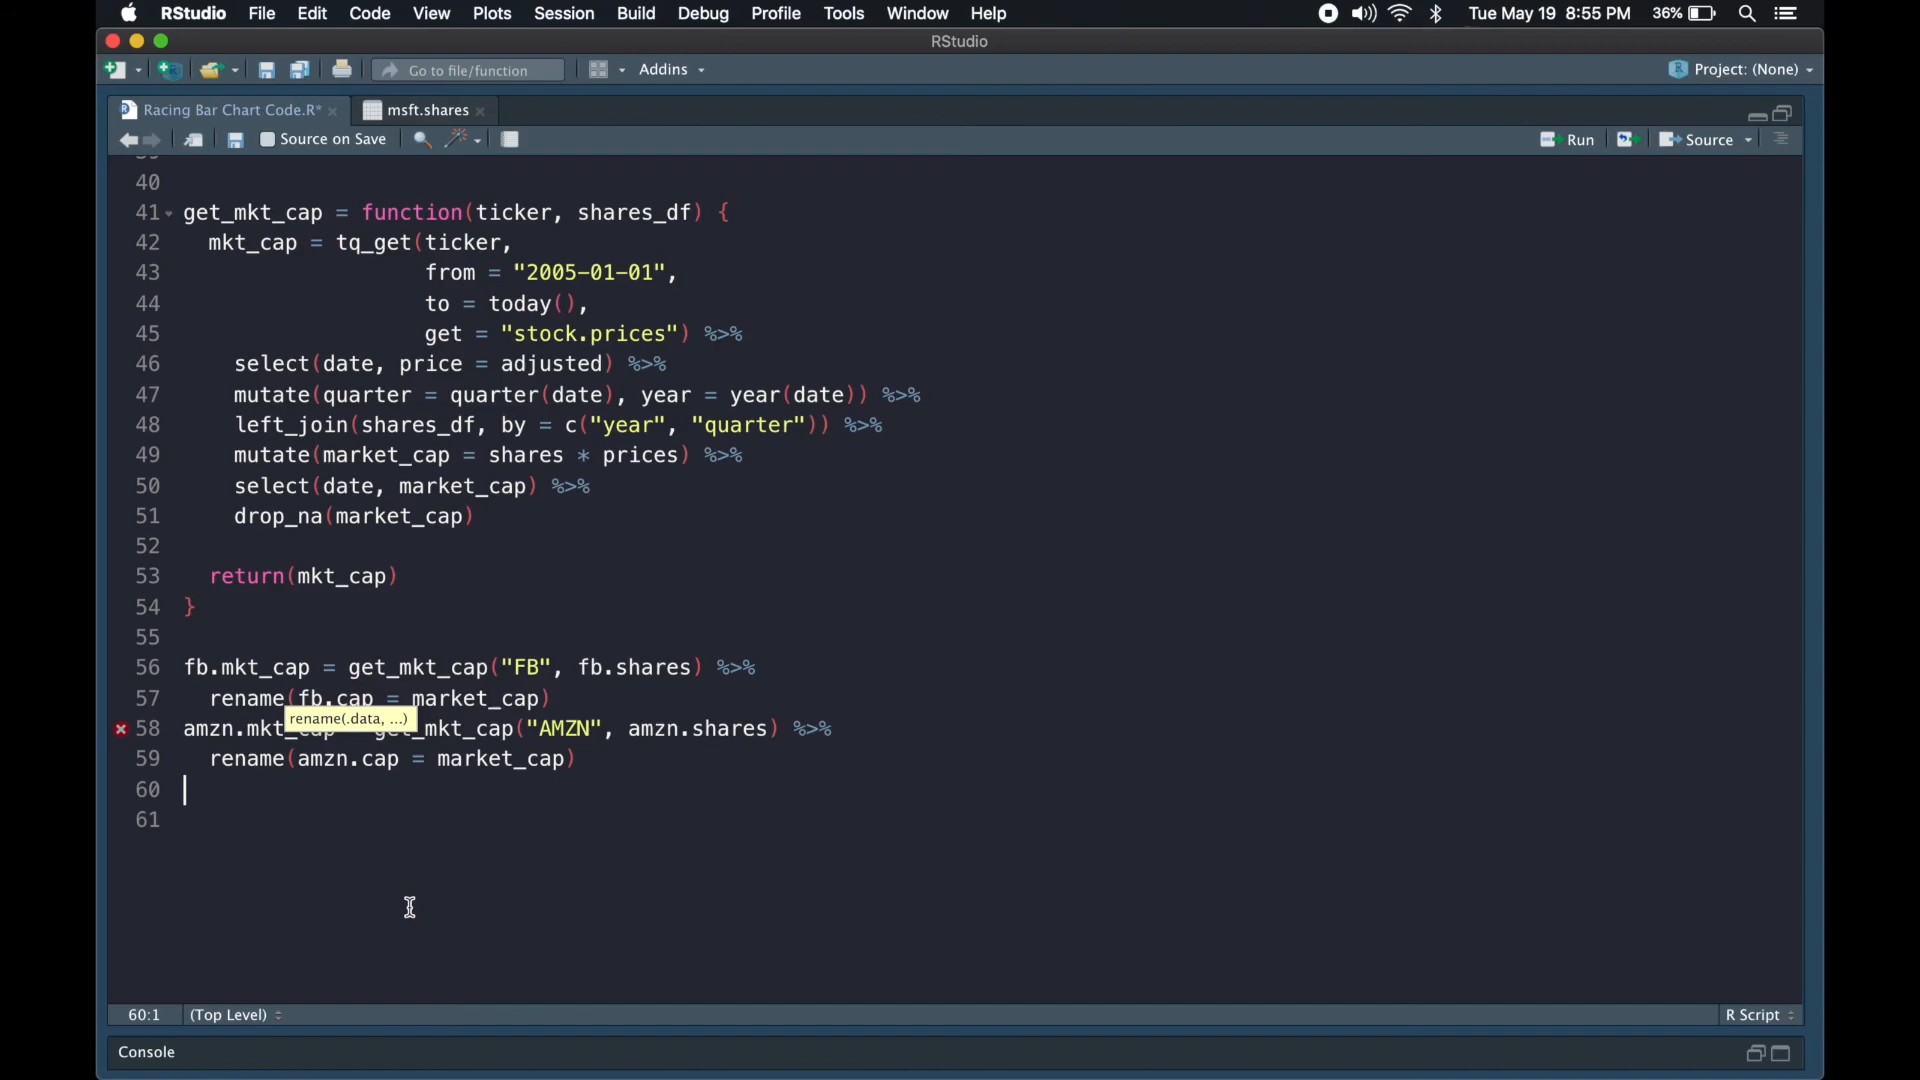 RStudio File Edit Code View Plots Session Build Debug Profile Tools Window Help Tue May 19 8:55 PM 36%
RStudio
Go to file/function Addins Project: (None)
Racing Bar Chart Code.R* msft.shares
Source on Save Run Source
40
41 get_mkt_cap = function(ticker, shares_df) {
42 mkt_cap = tq_get(ticker,
43 from = "2005-01-01",
44 to = today(),
45 get = "stock.prices") %>%
46 select(date, price = adjusted) %>%
47 mutate(quarter = quarter(date), year = year(date)) %>%
48 left_join(shares_df, by = c("year", "quarter")) %>%
49 mutate(market_cap = shares * prices) %>%
50 select(date, market_cap) %>%
51 drop_na(market_cap)
52
53 return(mkt_cap)
54 }
55
56 fb.mkt_cap = get_mkt_cap("FB", fb.shares) %>%
57 rename(fb.cap = market_cap)
rename(.data, ...)
58 amzn.mkt_cap = get_mkt_cap("AMZN", amzn.shares) %>%
59 rename(amzn.cap = market_cap)
60
61
60:1 (Top Level) R Script
Console